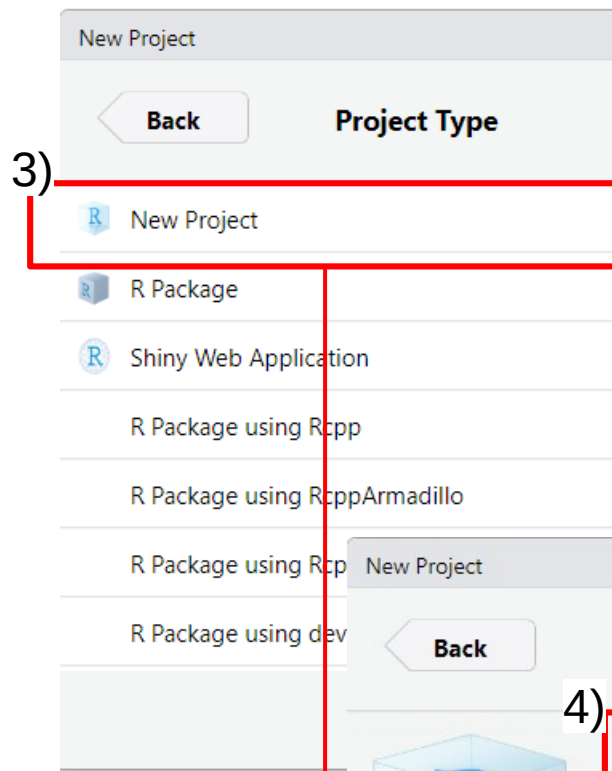 New Project
Back
Project Type
3)
New Project
R Package
Shiny Web Application
R Package using Rcpp
R Package using RcppArmadillo
R Package using Rcp
R Package using dev
New Project
Back
4)